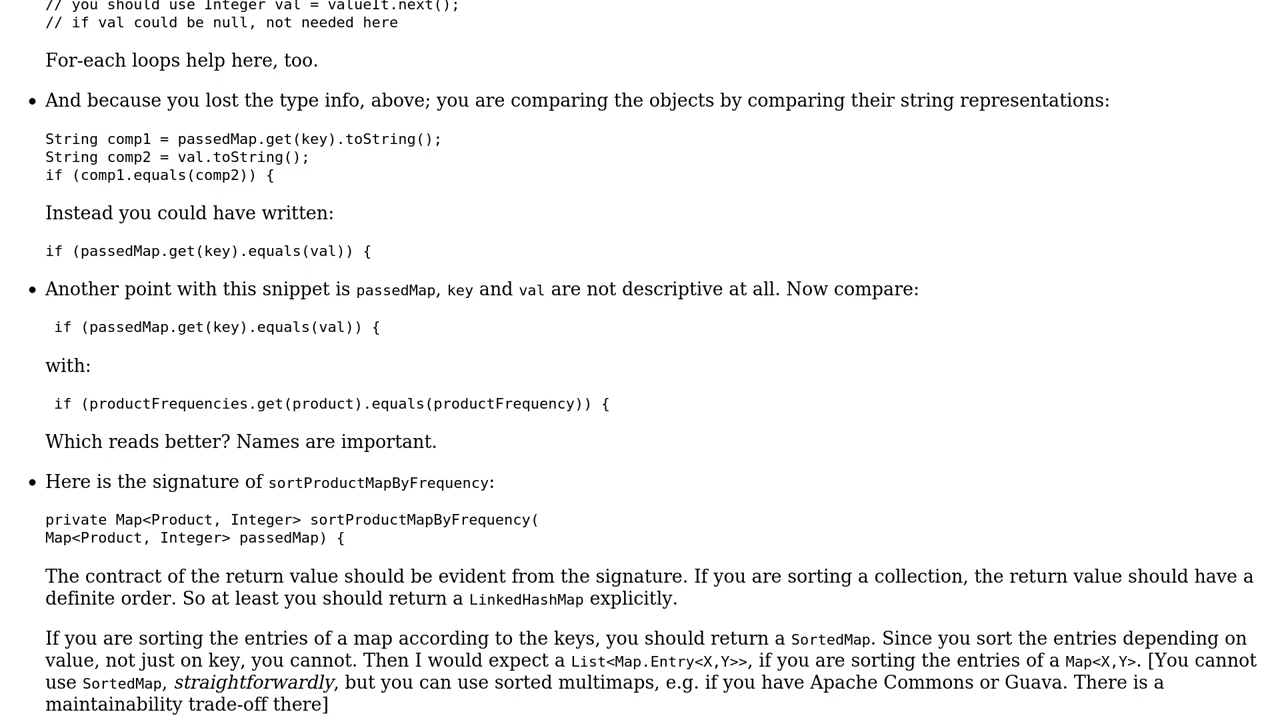 // you should use Integer val = valueIt.next();
// if val could be null, not needed here
For-each loops help here, too.
• And because you lost the type info, above; you are comparing the objects by comparing their string representations:
String comp1 = passedMap.get(key).toString();
String comp2 = val.toString();
if (comp1.equals(comp2)) {
Instead you could have written:
if (passedMap.get(key).equals(val)) {
• Another point with this snippet is passedMap, key and val are not descriptive at all. Now compare:
if (passedMap.get(key).equals(val)) {
with:
if (productFrequencies.get(product).equals(productFrequency)) {
Which reads better? Names are important.
• Here is the signature of sortProductMapByFrequency:
private Map<Product, Integer> sortProductMapByFrequency(
Map<Product, Integer> passedMap) {
The contract of the return value should be evident from the signature. If you are sorting a collection, the return value should have a
definite order. So at least you should return a LinkedHashMap explicitly.
If you are sorting the entries of a map according to the keys, you should return a SortedMap. Since you sort the entries depending on
value, not just on key, you cannot. Then I would expect a List<Map.Entry<X,Y>>, if you are sorting the entries of a Map<X,Y>. [You cannot
use SortedMap, straightforwardly, but you can use sorted multimaps, e.g. if you have Apache Commons or Guava. There is a
maintainability trade-off there]